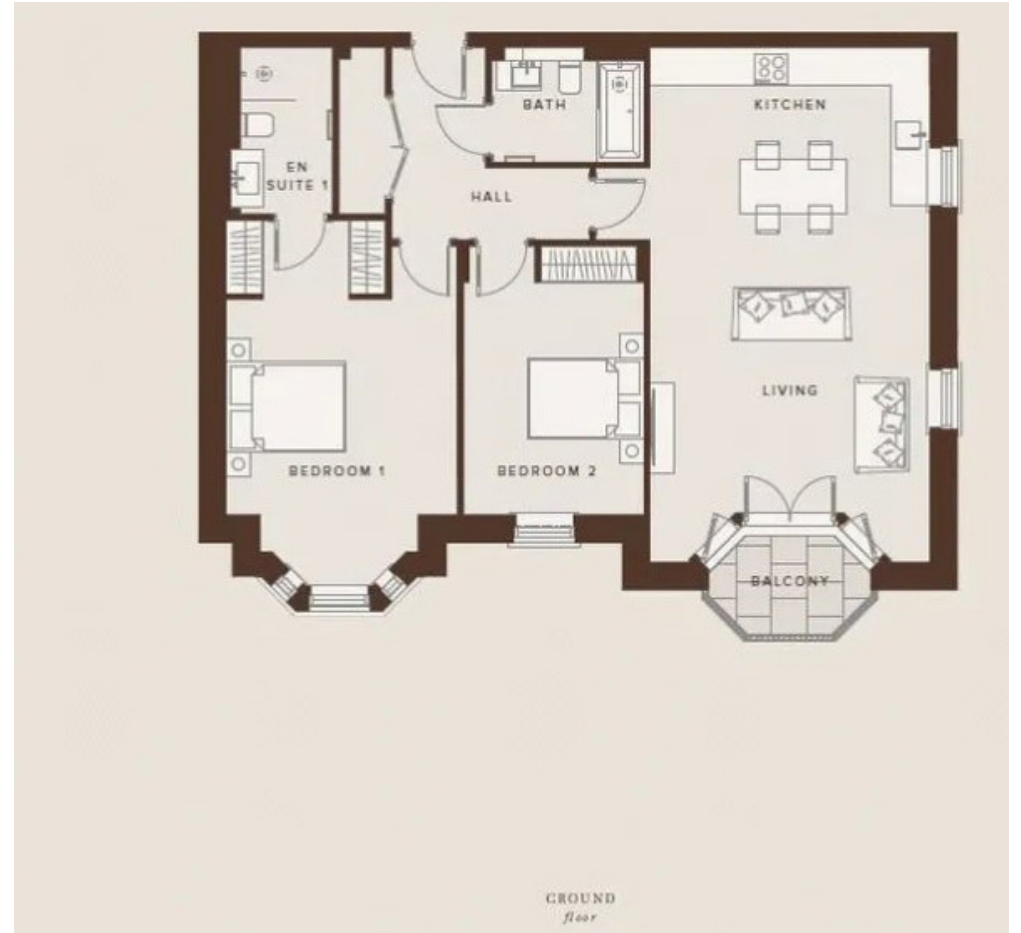 BATH
KITCHEN
EN
SUITE 1
HALL
LIVING
BEDROOM 1
BEDROOM 2
BALCONY
GROUND
floor